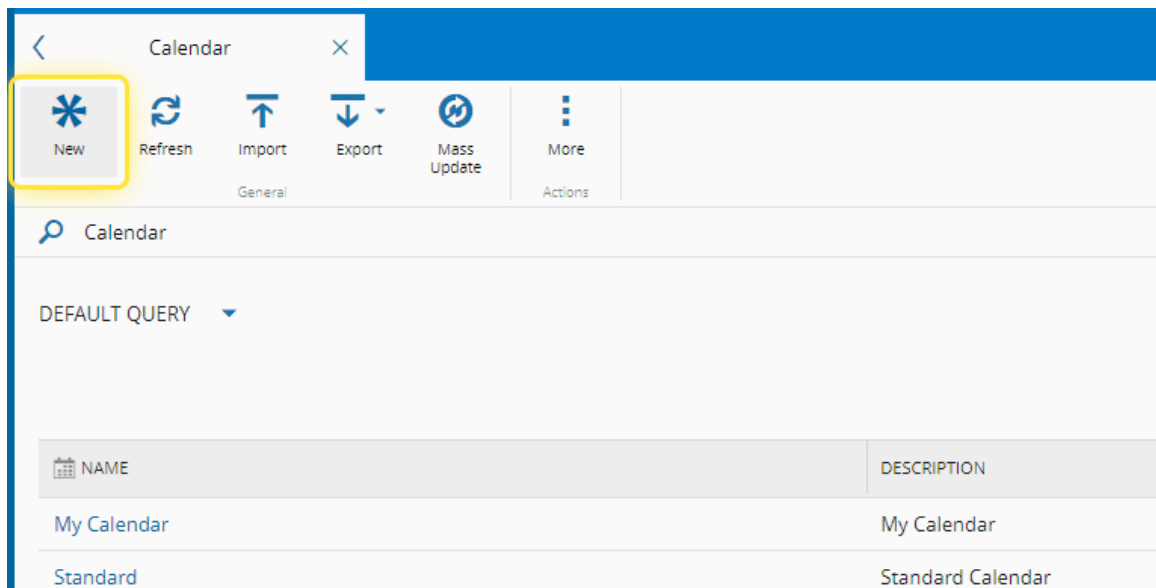 Calendar
New Refresh Import Export Mass Update More
General Actions
Calendar
DEFAULT QUERY
NAME DESCRIPTION
My Calendar My Calendar
Standard Standard Calendar